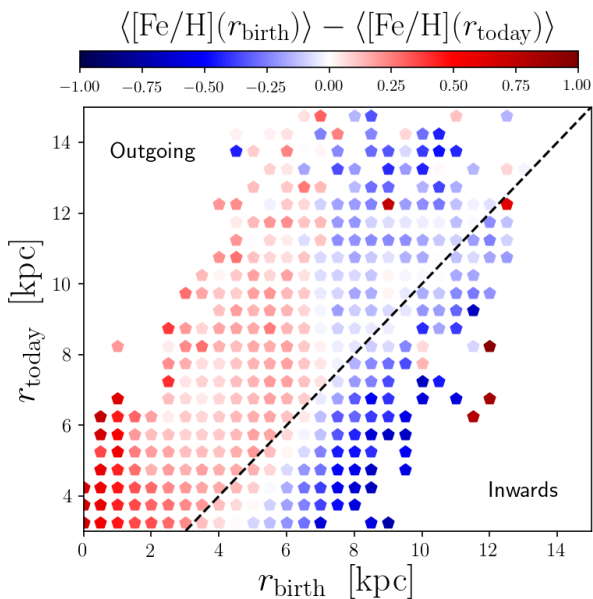 ⟨[Fe/H](r_birth)⟩ − ⟨[Fe/H](r_today)⟩
−1.00 −0.75 −0.50 −0.25 0.00 0.25 0.50 0.75 1.00
Outgoing
14
12
10
8
6
4
r_today [kpc]
Inwards
0 2 4 6 8 10 12 14
r_birth [kpc]